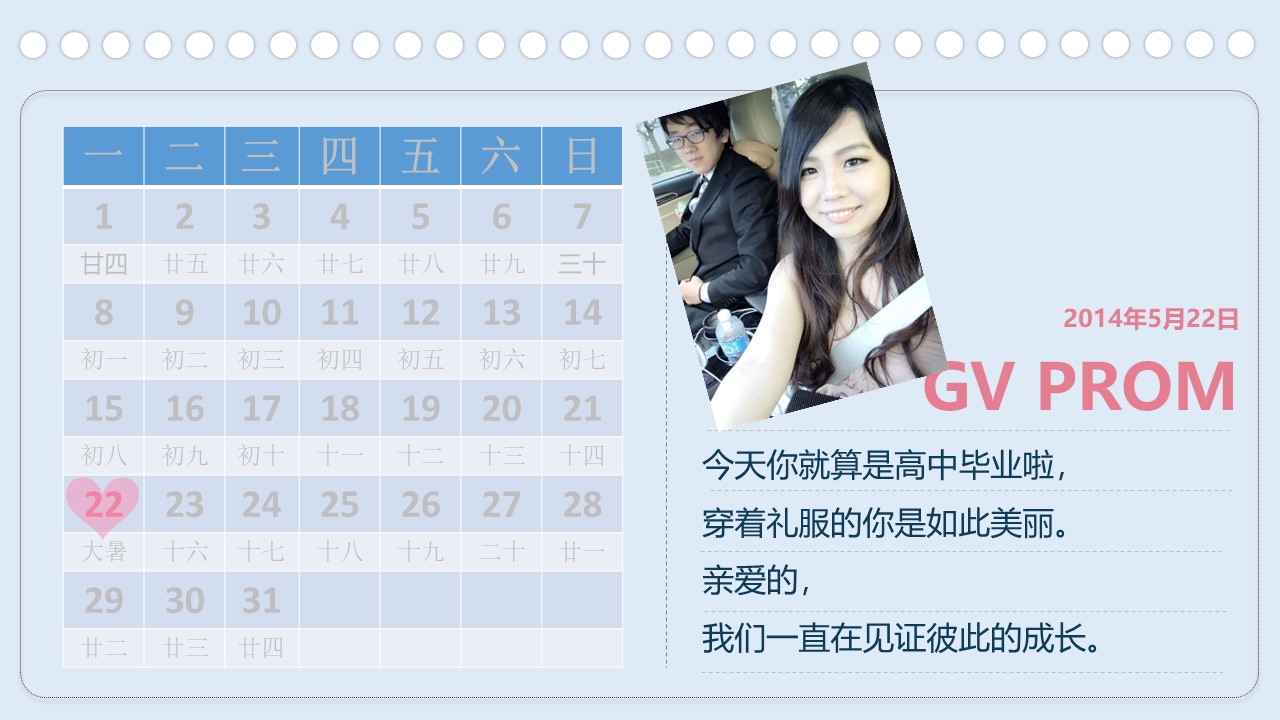 一 二 三 四 五 六 日
1 2 3 4 5 6 7
甘四 廿五 廿六 廿七 廿八 廿九 三十
8 9 10 11 12 13 14
初一 初二 初三 初四 初五 初六 初七
15 16 17 18 19 20 21
初八 初九 初十 十一 十二 十三 十四
22 23 24 25 26 27 28
大暑 十六 十七 十八 十九 二十 廿一
29 30 31
廿二 廿三 廿四
2014年5月22日
GV PROM
今天你就算是高中毕业啦，
穿着礼服的你是如此美丽。
亲爱的，
我们一直在见证彼此的成长。